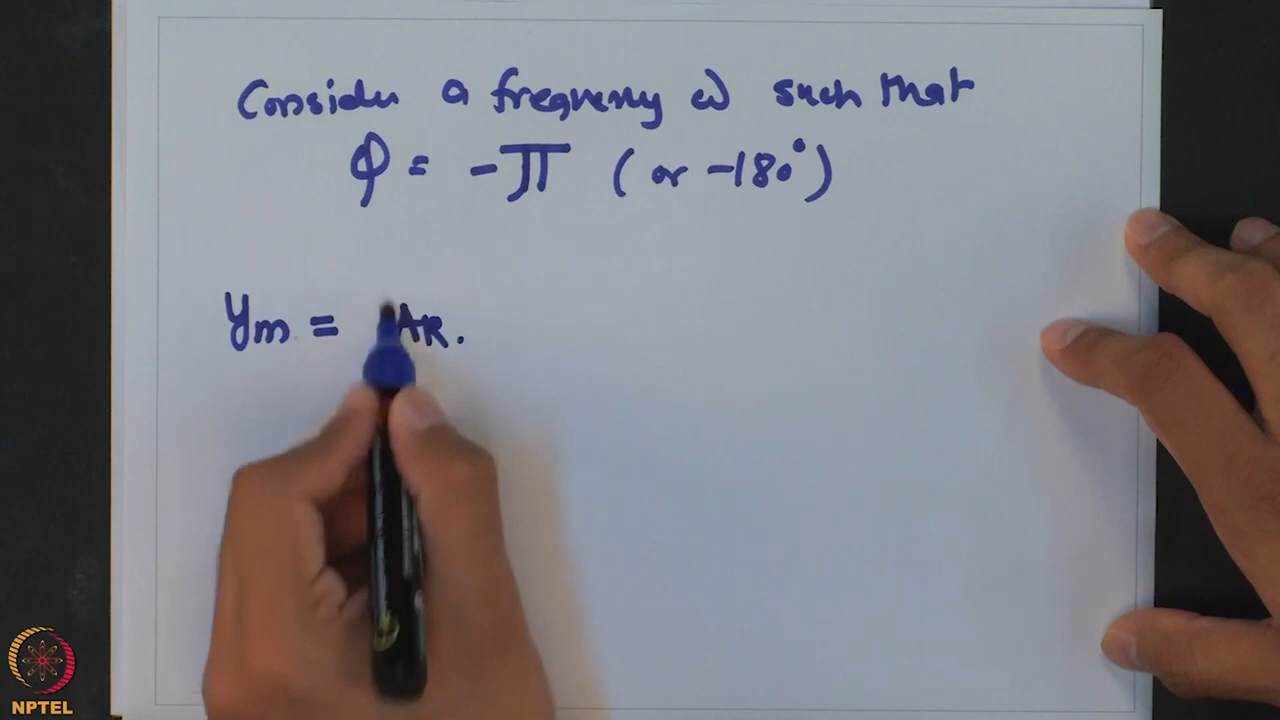 Consider a frequency ω such that
φ = -π (or -180°)
ym = AR.
NPTEL